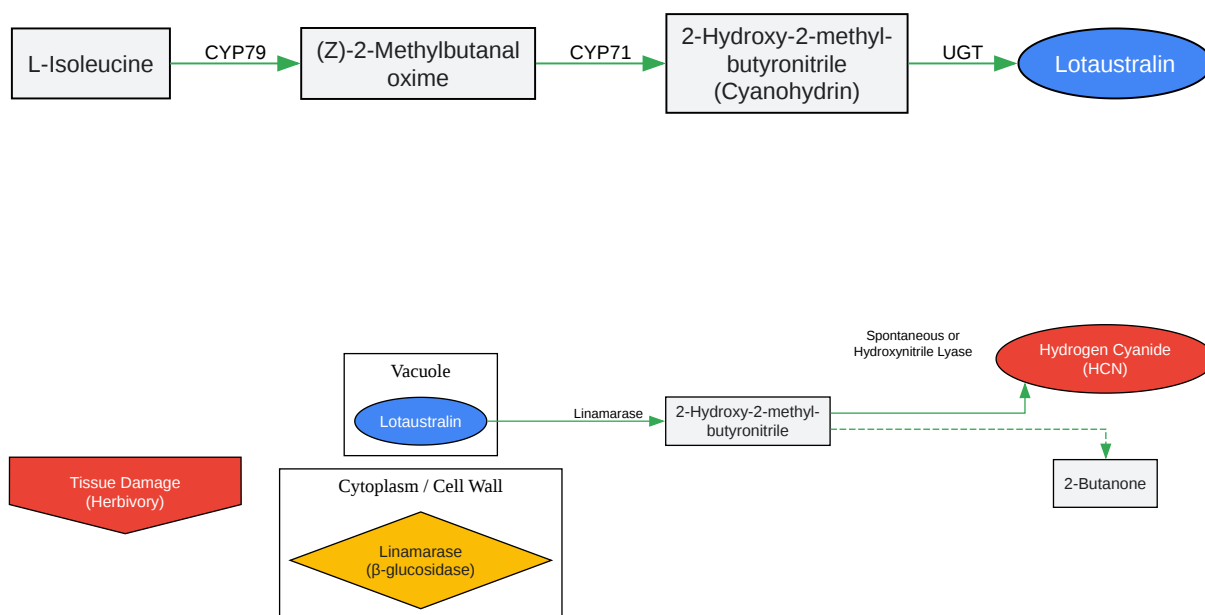 L-Isoleucine
CYP79
(Z)-2-Methylbutanal
oxime
CYP71
2-Hydroxy-2-methyl-
butyronitrile
(Cyanohydrin)
UGT
Lotaustralin
Spontaneous or
Hydroxynitrile Lyase
Hydrogen Cyanide
(HCN)
Vacuole
Lotaustralin
Linamarase
2-Hydroxy-2-methyl-
butyronitrile
2-Butanone
Tissue Damage
(Herbivory)
Cytoplasm / Cell Wall
Linamarase
(β-glucosidase)